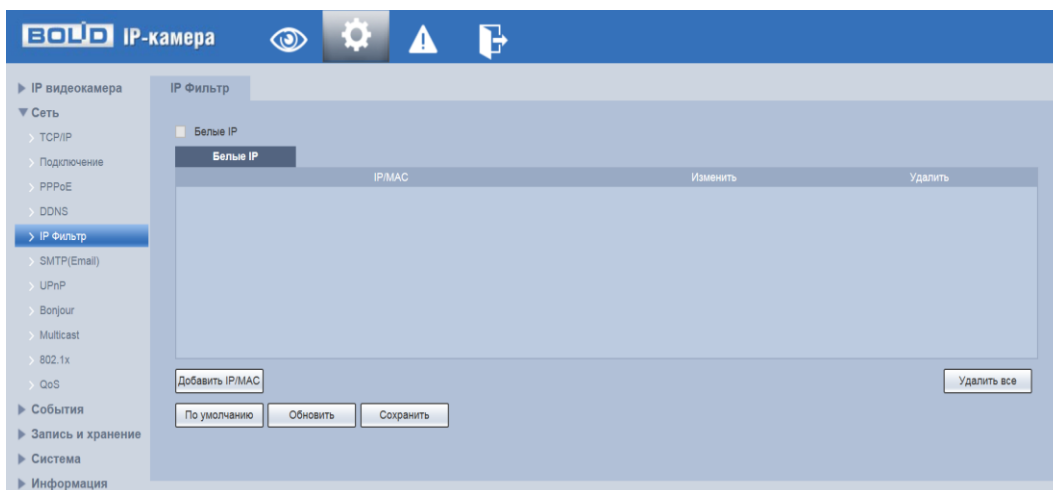 BOLID IP-камера
IP видеокамера
Сеть
TCP/IP
Подключение
PPPoE
DDNS
IP Фильтр
SMTP(Email)
UPnP
Bonjour
Multicast
802.1x
QoS
События
Запись и хранение
Система
Информация
IP Фильтр
Белые IP
Белые IP
IP/MAC Изменить Удалить
Добавить IP/MAC Удалить все
По умолчанию Обновить Сохранить